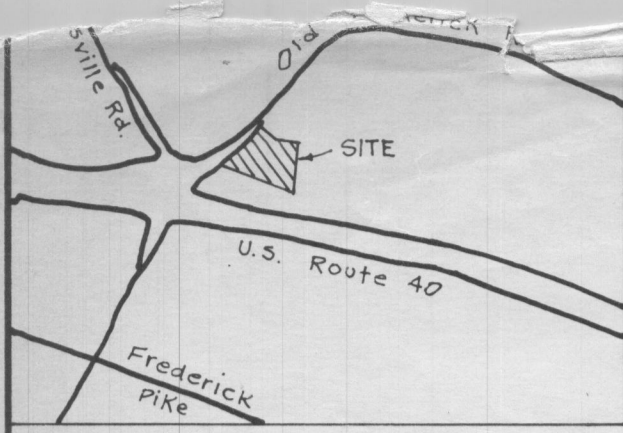 sville Rd.
Old
SITE
U.S. Route 40
Frederick
Pike